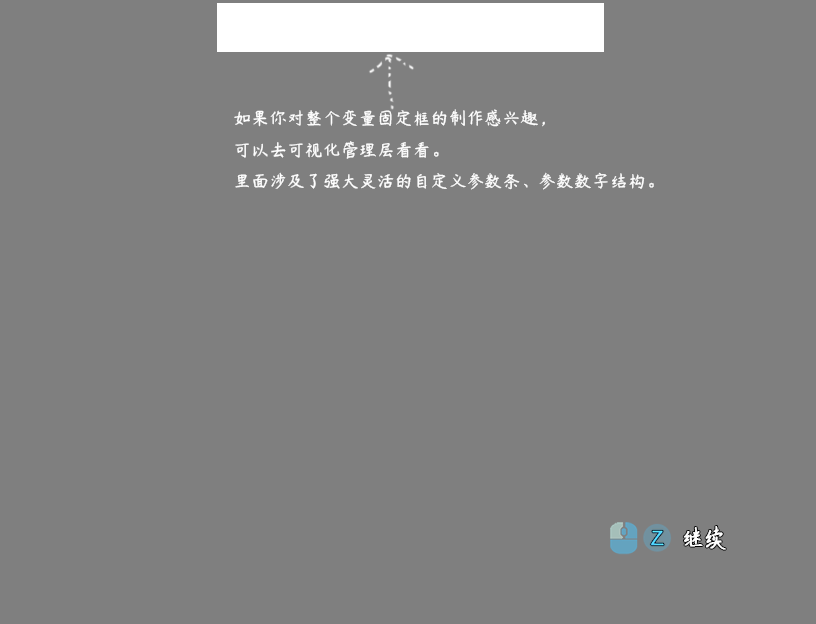 如果你对整个变量固定框的制作感兴趣，
可以去可视化管理层看看。
里面涉及了强大灵活的自定义参数条、参数数字结构。
Z 继续